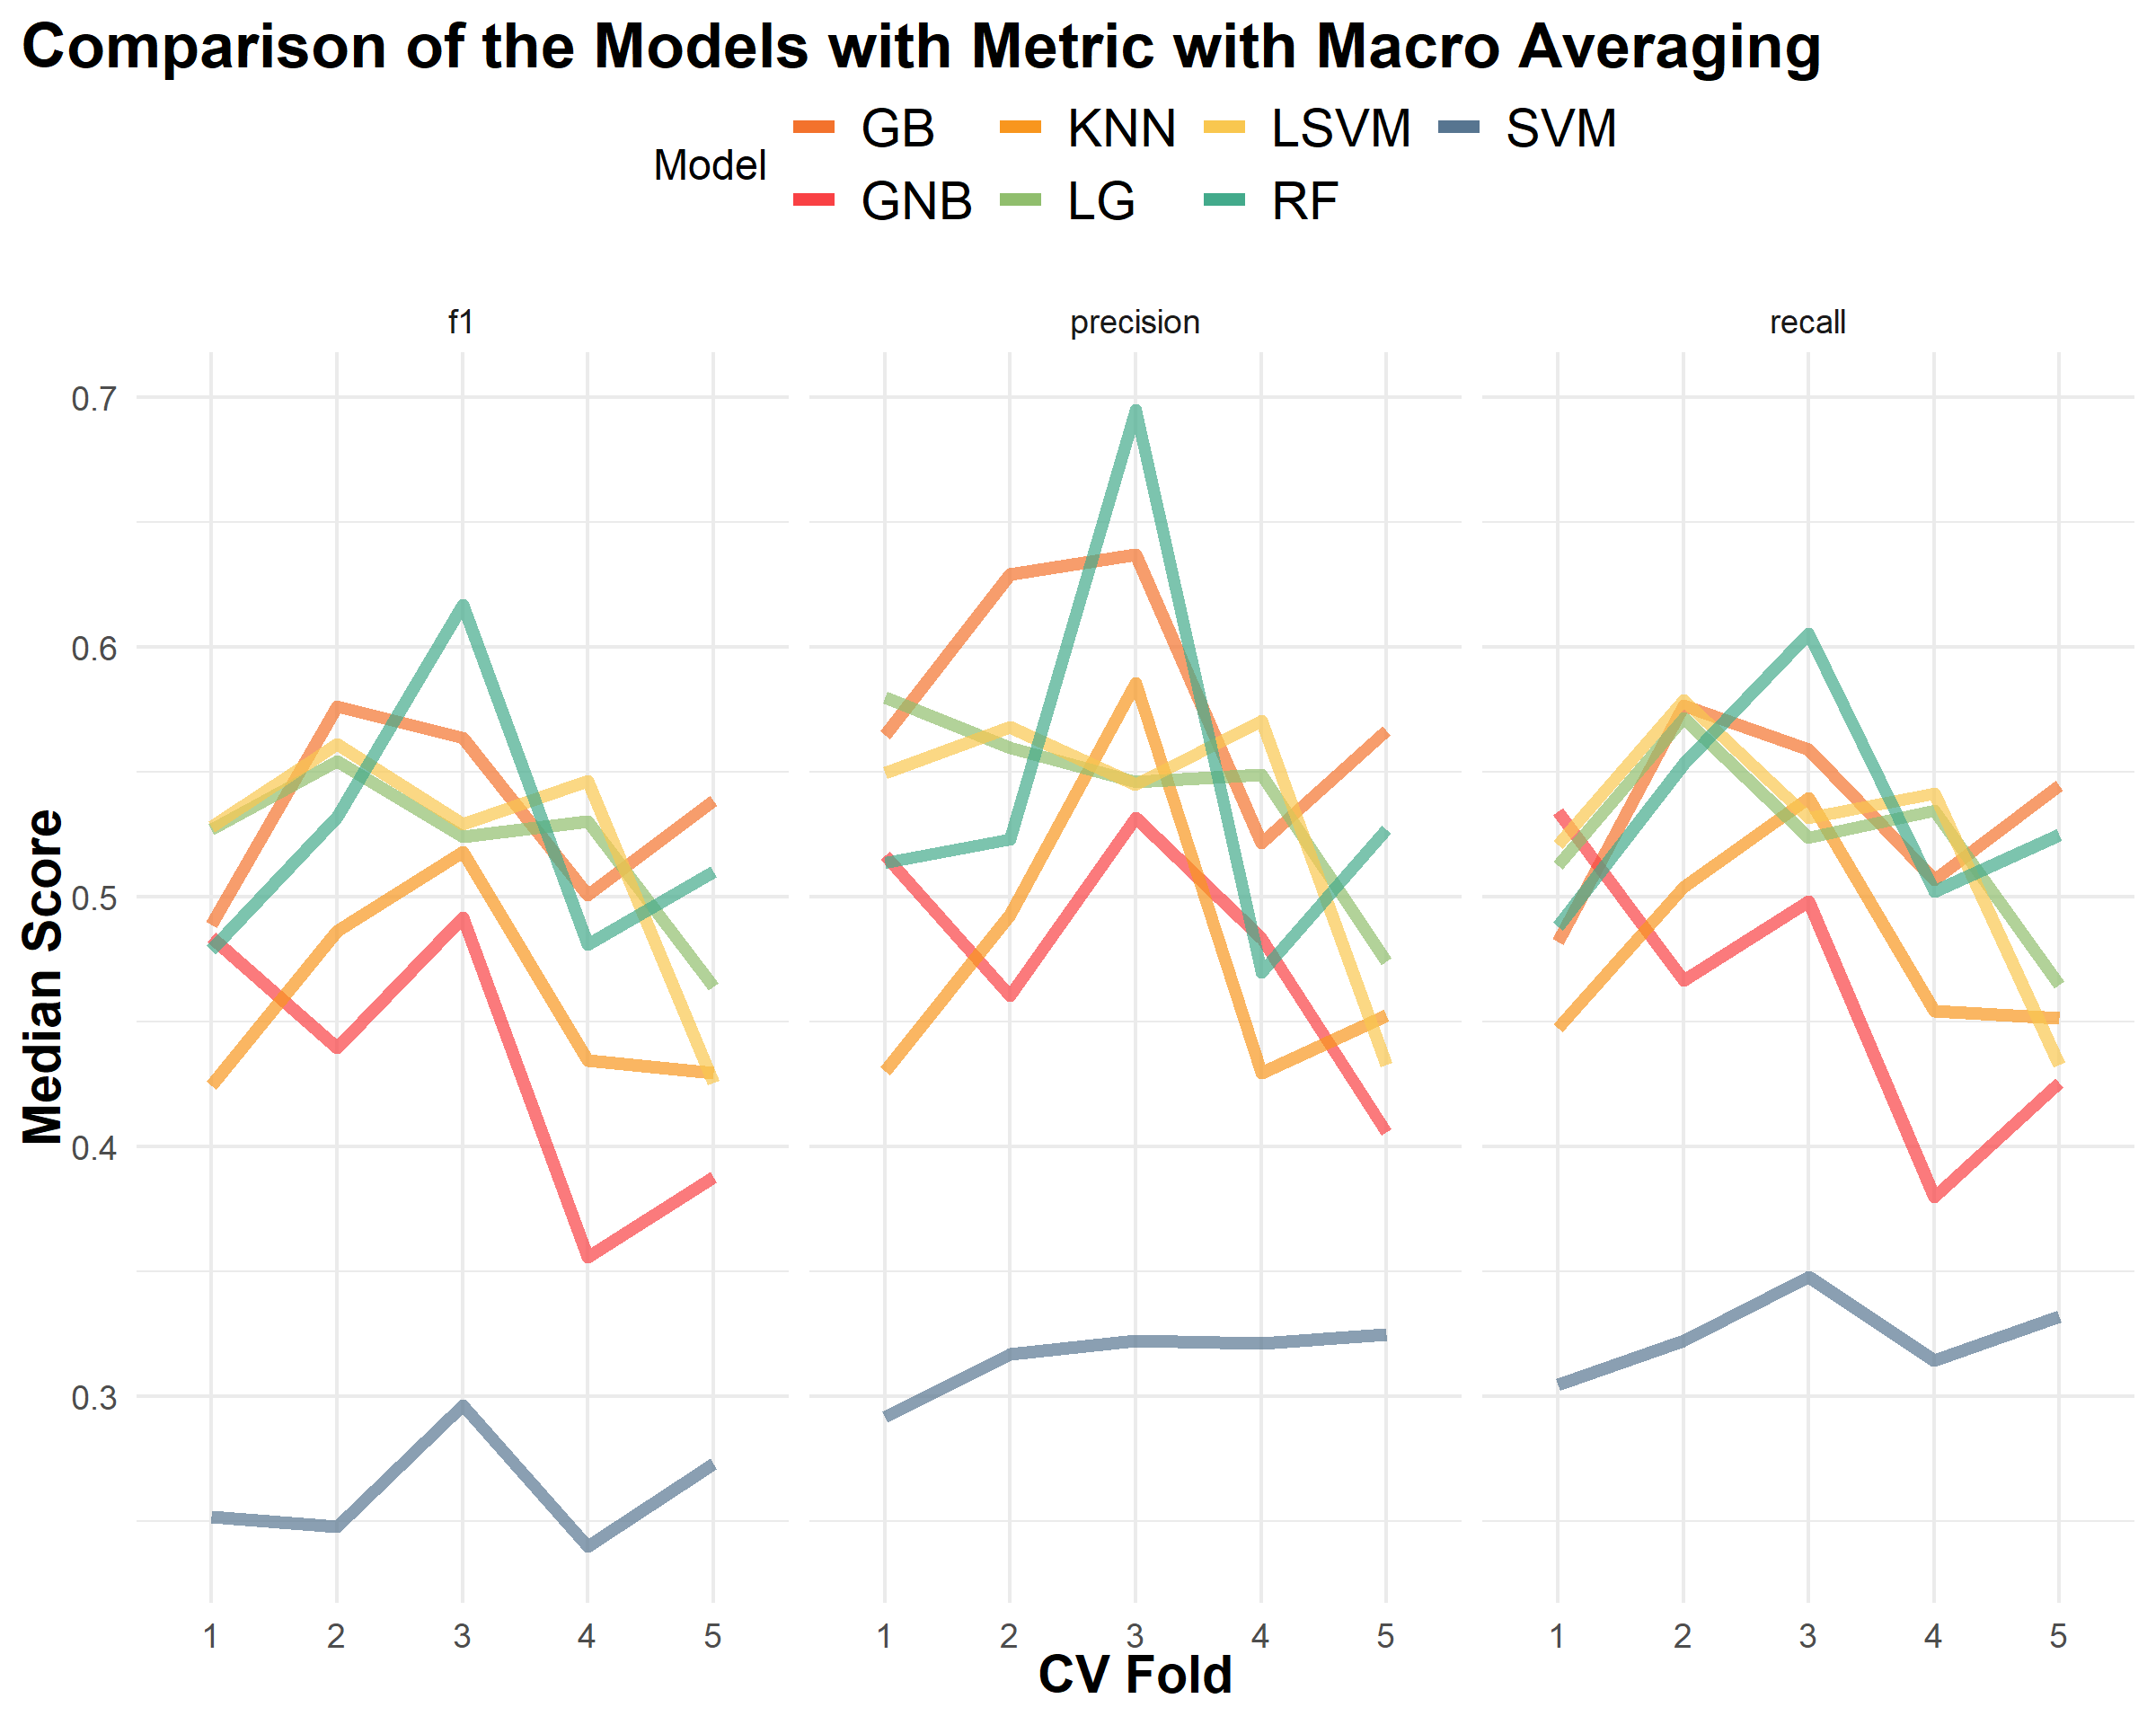 Comparison of the Models with Metric with Macro Averaging
Model
GB KNN LSVM SVM
GNB LG RF
f1 precision recall
Median Score
0.7
0.6
0.5
0.4
0.3
1 2 3 4 5 1 2 3 4 5 1 2 3 4 5
CV Fold